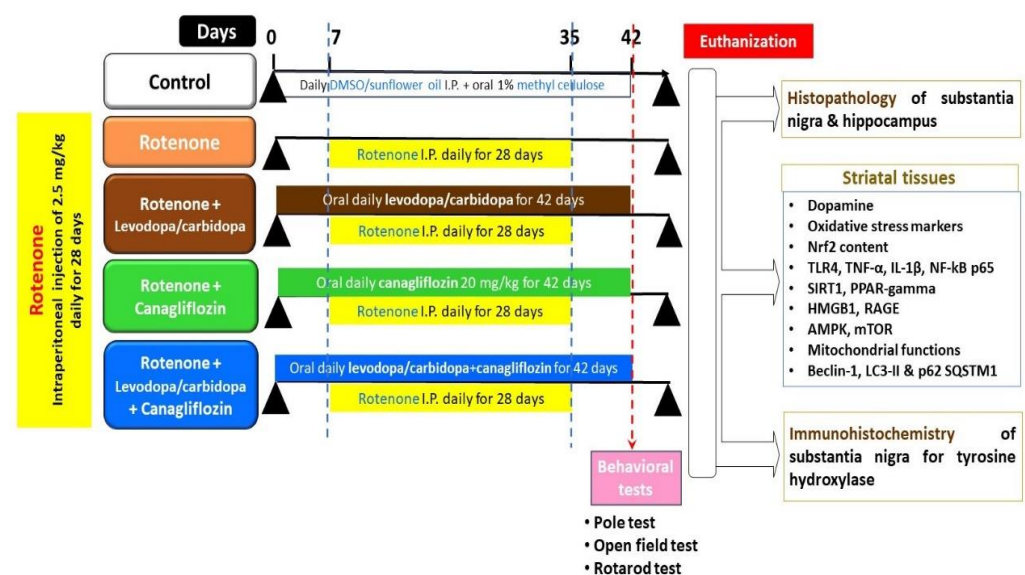 Days
0
7
35
42
Euthanization
Control
Daily DMSO/sunflower oil I.P. + oral 1% methyl cellulose
Rotenone
Intraperitoneal injection of 2.5 mg/kg
daily for 28 days
Rotenone
Rotenone I.P. daily for 28 days
Rotenone +
Levodopa/carbidopa
Oral daily levodopa/carbidopa for 42 days
Rotenone I.P. daily for 28 days
Rotenone +
Canagliflozin
Oral daily canagliflozin 20 mg/kg for 42 days
Rotenone I.P. daily for 28 days
Rotenone +
Levodopa/carbidopa
+ Canagliflozin
Oral daily levodopa/carbidopa+canagliflozin for 42 days
Rotenone I.P. daily for 28 days
Behavioral
tests
• Pole test
• Open field test
• Rotarod test
Histopathology of substantia
nigra & hippocampus
Striatal tissues
• Dopamine
• Oxidative stress markers
• Nrf2 content
• TLR4, TNF-α, IL-1β, NF-kB p65
• SIRT1, PPAR-gamma
• HMGB1, RAGE
• AMPK, mTOR
• Mitochondrial functions
• Beclin-1, LC3-II & p62 SQSTM1
Immunohistochemistry of
substantia nigra for tyrosine
hydroxylase